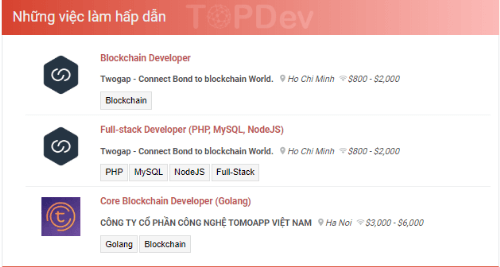 Những việc làm hấp dẫn
TOPDev
Blockchain Developer
Twogap - Connect Bond to blockchain World. Ho Chi Minh $800 - $2,000
Blockchain
Full-stack Developer (PHP, MySQL, NodeJS)
Twogap - Connect Bond to blockchain World. Ho Chi Minh $800 - $2,000
PHP MySQL NodeJS Full-Stack
Core Blockchain Developer (Golang)
CÔNG TY CỔ PHẦN CÔNG NGHỆ TOMOAPP VIỆT NAM Ha Noi $3,000 - $6,000
Golang Blockchain